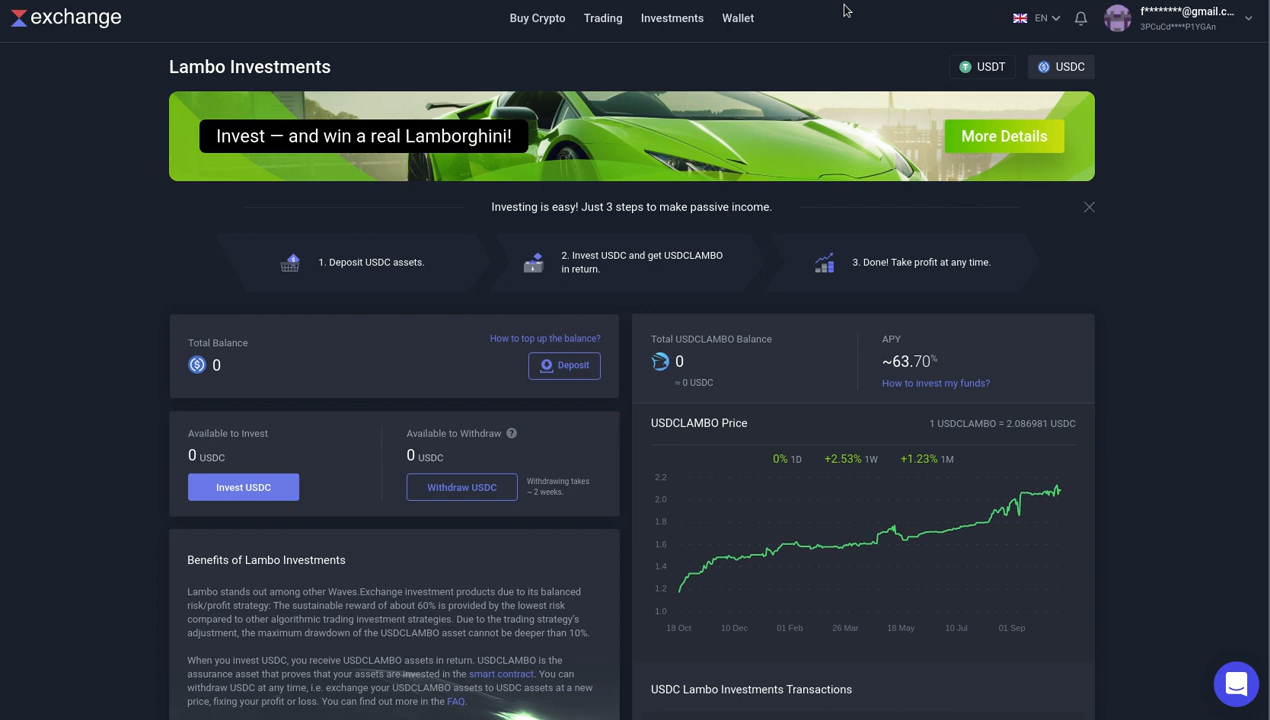 exchange
Buy Crypto
Trading
Investments
Wallet
EN
f********@gmail.c...
3PCuCd****P1YGAn
Lambo Investments
USDT
USDC
Invest — and win a real Lamborghini!
More Details
Investing is easy! Just 3 steps to make passive income.
1. Deposit USDC assets.
2. Invest USDC and get USDCLAMBO
in return.
3. Done! Take profit at any time.
Total Balance
0
How to top up the balance?
Deposit
Available to Invest
0 USDC
Invest USDC
Available to Withdraw ?
0 USDC
Withdraw USDC
Withdrawing takes
~ 2 weeks.
Benefits of Lambo Investments
Lambo stands out among other Waves.Exchange investment products due to its balanced
risk/profit strategy: The sustainable reward of about 60% is provided by the lowest risk
compared to other algorithmic trading investment strategies. Due to the trading strategy's
adjustment, the maximum drawdown of the USDCLAMBO asset cannot be deeper than 10%.
When you invest USDC, you receive USDCLAMBO assets in return. USDCLAMBO is the
assurance asset that proves that your assets are invested in the smart contract. You can
withdraw USDC at any time, i.e. exchange your USDCLAMBO assets to USDC assets at a new
price, fixing your profit or loss. You can find out more in the FAQ.
Total USDCLAMBO Balance
0
≈ 0 USDC
APY
~63.70%
How to invest my funds?
USDCLAMBO Price
1 USDCLAMBO = 2.086981 USDC
0% 1D
+2.53% 1W
+1.23% 1M
2.2
2.0
1.8
1.6
1.4
1.2
1.0
18 Oct
10 Dec
01 Feb
26 Mar
18 May
10 Jul
01 Sep
USDC Lambo Investments Transactions